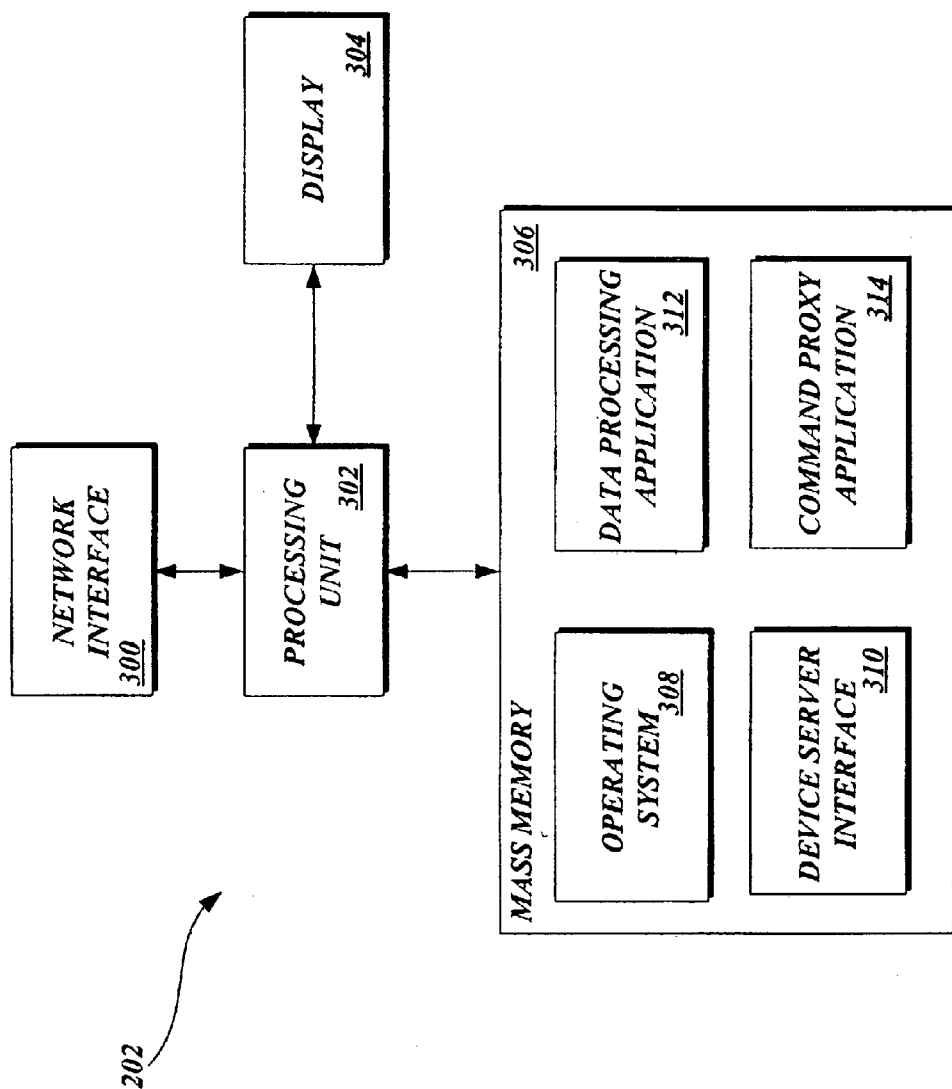 202
NETWORK
INTERFACE
300
PROCESSING
UNIT
302
DISPLAY
304
MASS MEMORY
306
OPERATING
SYSTEM
308
DATA PROCESSING
APPLICATION
312
DEVICE SERVER
INTERFACE
310
COMMAND PROXY
APPLICATION
314